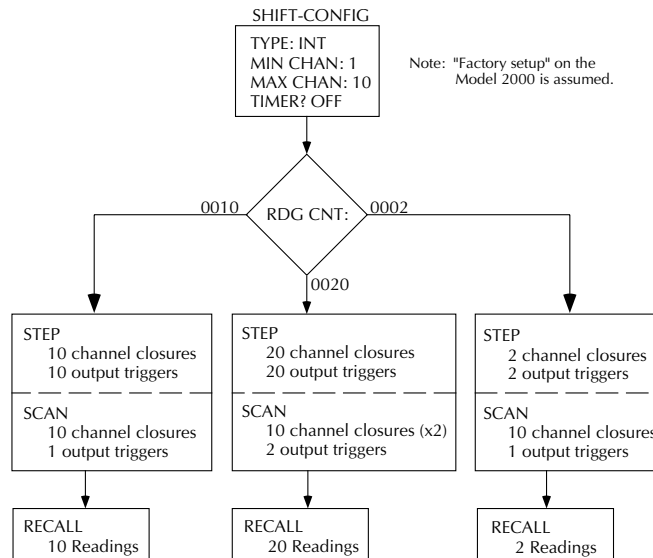 SHIFT-CONFIG
TYPE: INT
MIN CHAN: 1
MAX CHAN: 10
TIMER? OFF
Note: "Factory setup" on the
Model 2000 is assumed.
0010
RDG CNT:
0002
0020
STEP
10 channel closures
10 output triggers
SCAN
10 channel closures
1 output triggers
RECALL
10 Readings
STEP
20 channel closures
20 output triggers
SCAN
10 channel closures (x2)
2 output triggers
RECALL
20 Readings
STEP
2 channel closures
2 output triggers
SCAN
10 channel closures
1 output triggers
RECALL
2 Readings